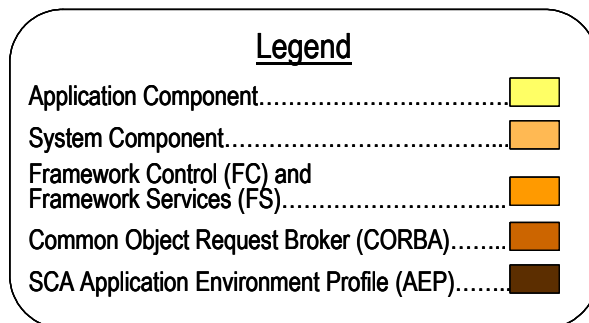 Legend
Application Component……………………………………
System Component………………………………………...
Framework Control (FC) and
Framework Services (FS)………………………………....
Common Object Request Broker (CORBA)……..
SCA Application Environment Profile (AEP)……..